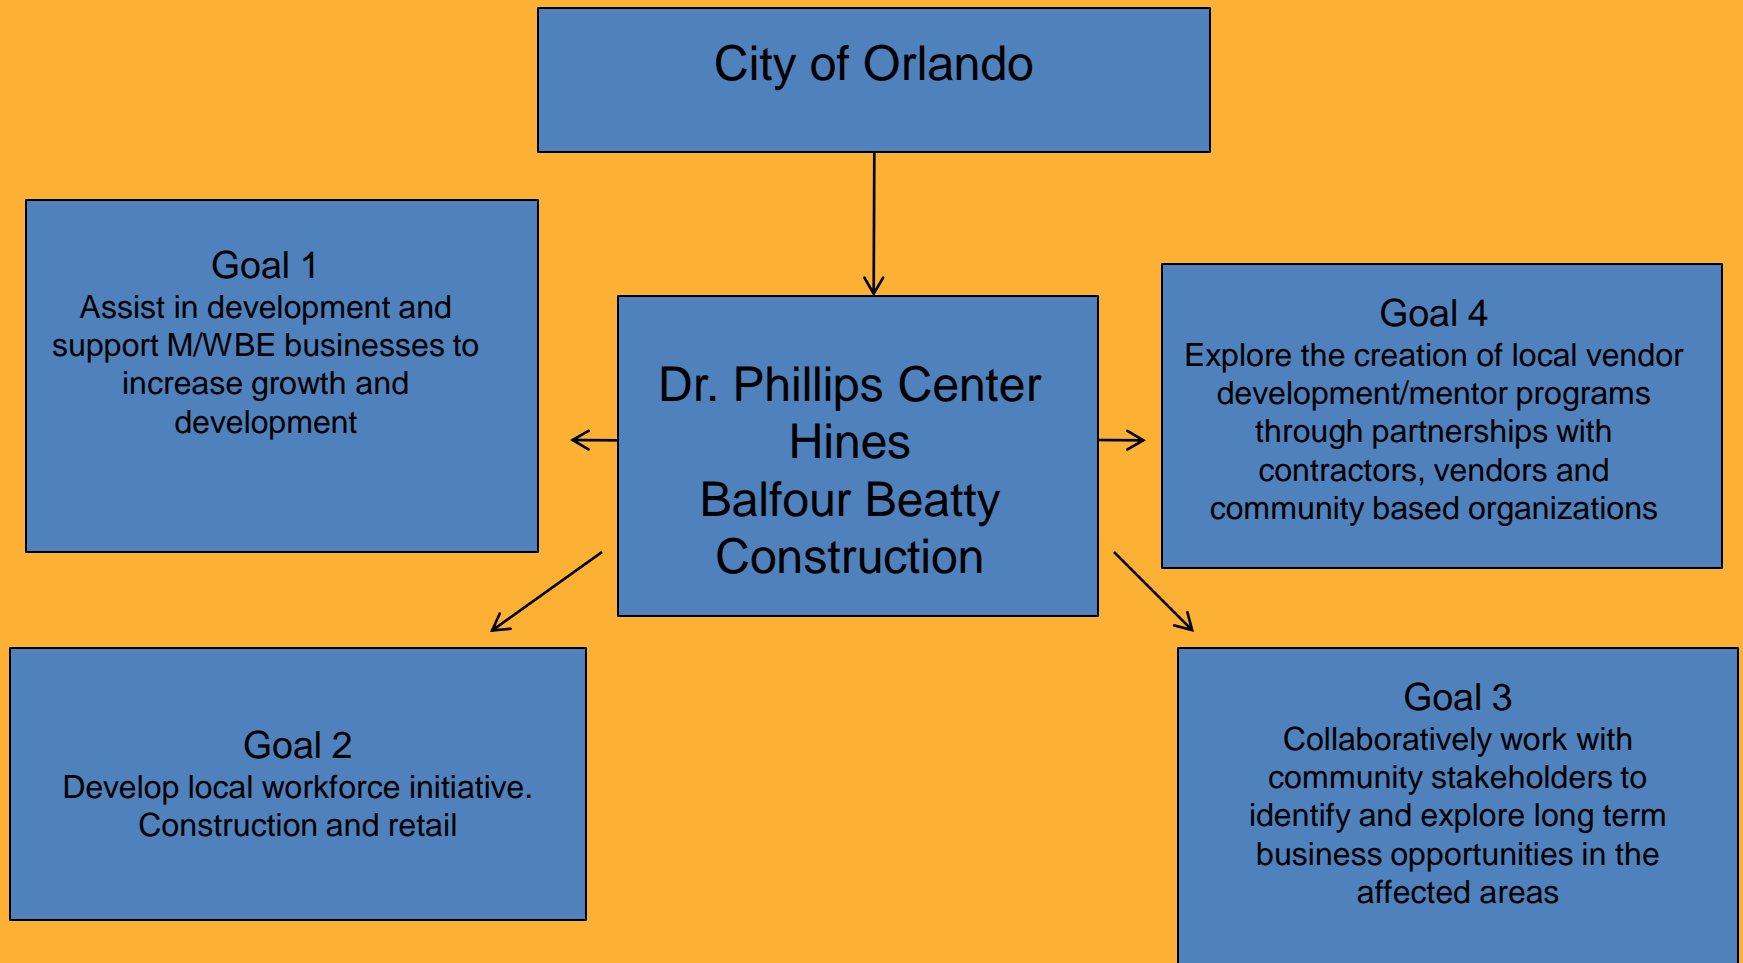 City of Orlando
Goal 1
Assist in development and
support M/WBE businesses to
increase growth and
development
Dr. Phillips Center
Hines
Balfour Beatty
Construction
Goal 4
Explore the creation of local vendor
development/mentor programs
through partnerships with
contractors, vendors and
community based organizations
Goal 2
Develop local workforce initiative.
Construction and retail
Goal 3
Collaboratively work with
community stakeholders to
identify and explore long term
business opportunities in the
affected areas